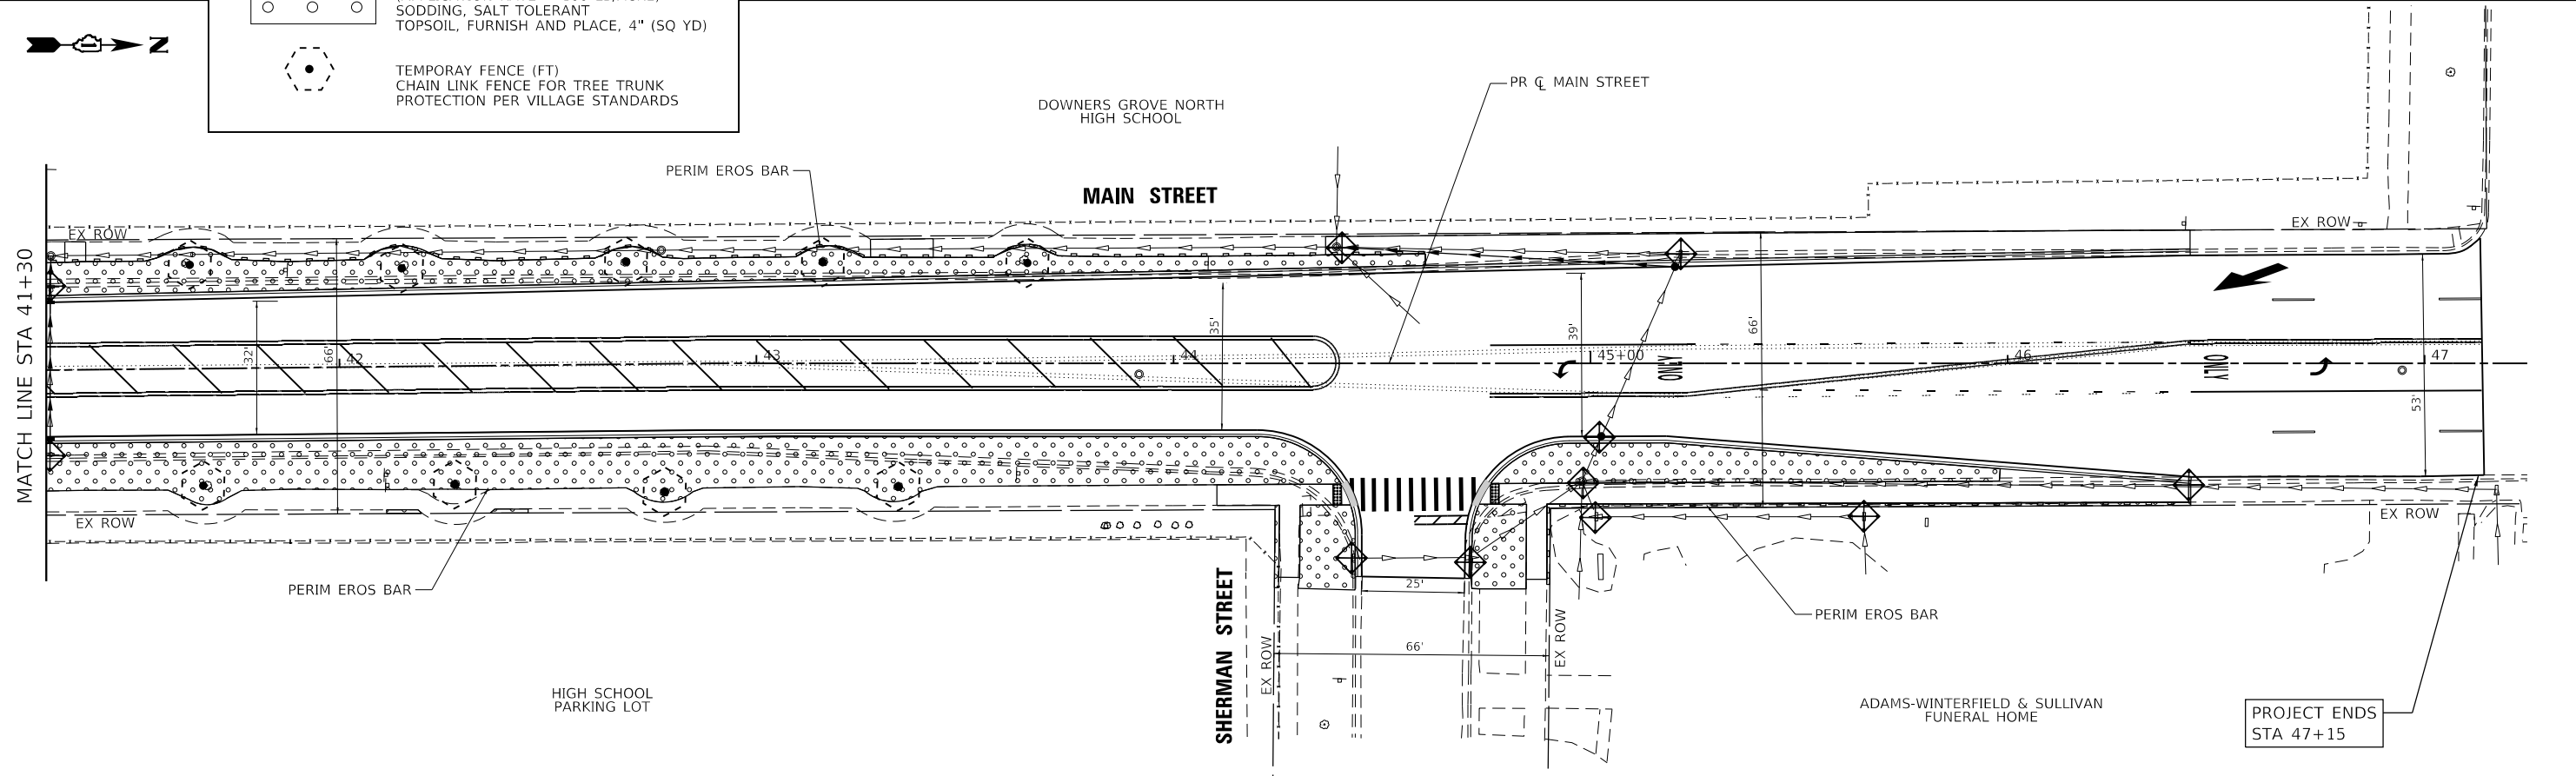 SODDING, SALT TOLERANT
TOPSOIL, FURNISH AND PLACE, 4" (SQ YD)
N
TEMPORAY FENCE (FT)
CHAIN LINK FENCE FOR TREE TRUNK
PROTECTION PER VILLAGE STANDARDS
DOWNERS GROVE NORTH
HIGH SCHOOL
PR ℄ MAIN STREET
PERIM EROS BAR
MAIN STREET
EX ROW
EX ROW
MATCH LINE STA 41+30
32'
66'
42
43
44
35'
39'
45+00
ONLY
66'
46
ONLY
47
53'
EX ROW
EX ROW
PERIM EROS BAR
25'
SHERMAN STREET
EX ROW
66'
EX ROW
PERIM EROS BAR
HIGH SCHOOL
PARKING LOT
ADAMS-WINTERFIELD & SULLIVAN
FUNERAL HOME
PROJECT ENDS
STA 47+15